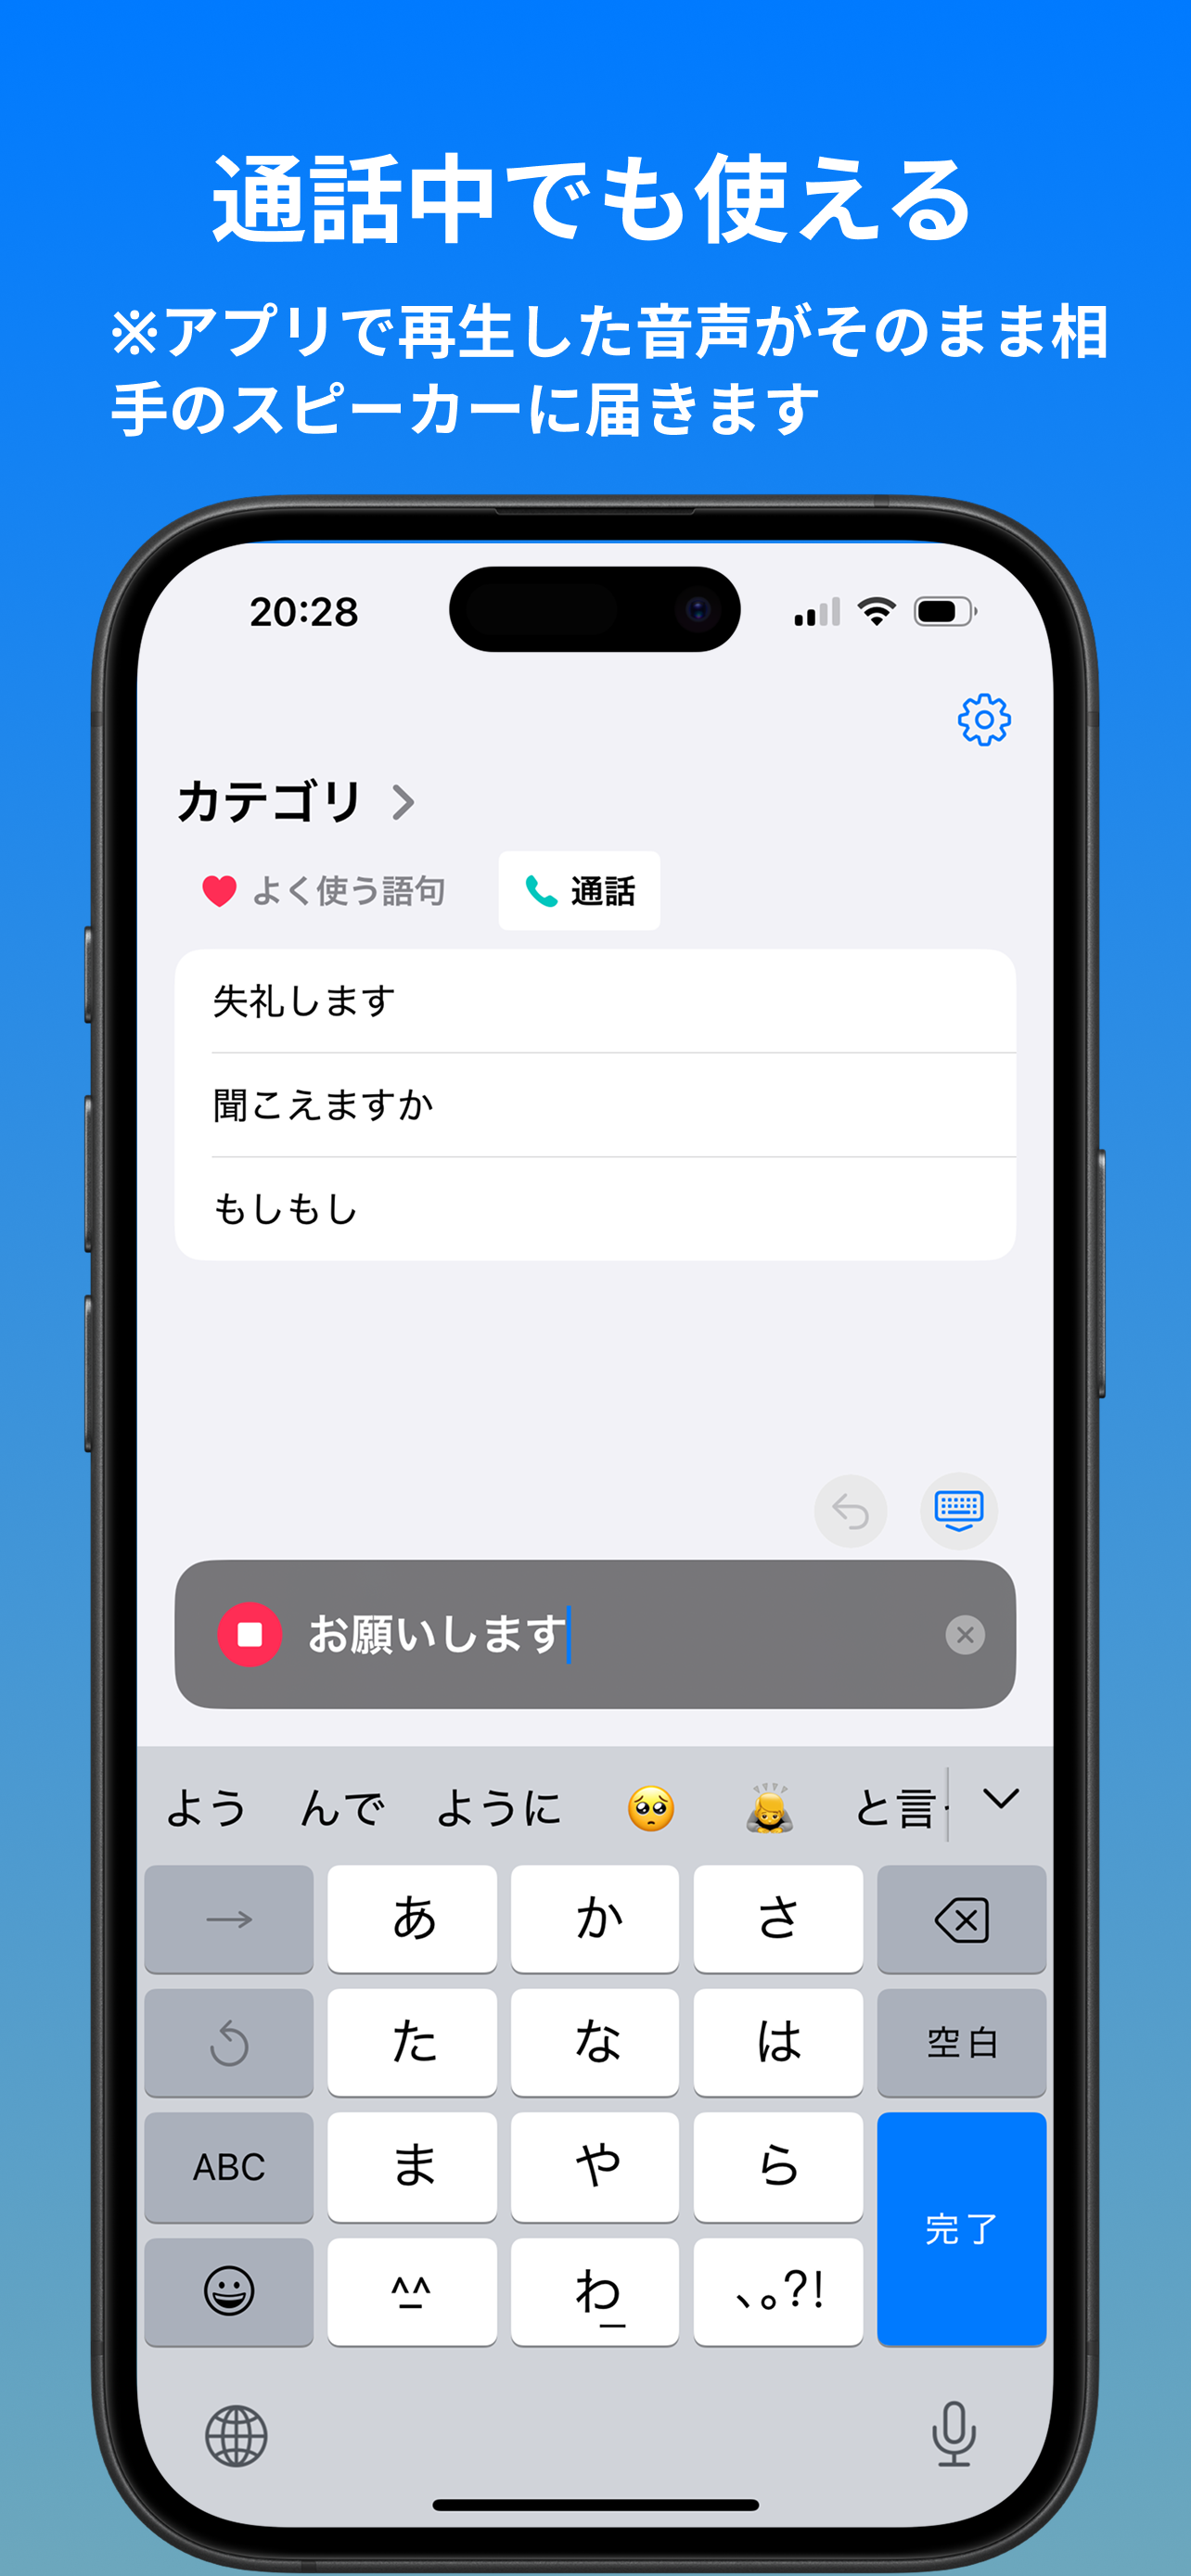 通話中でも使える
※アプリで再生した音声がそのまま相
手のスピーカーに届きます
20:28
カテゴリ
よく使う語句 通話
失礼します
聞こえますか
もしもし
お願いします
よう んで ように と言
→ あ か さ
た な は 空白
ABC ま や ら
完了
^^ わ 、。?!